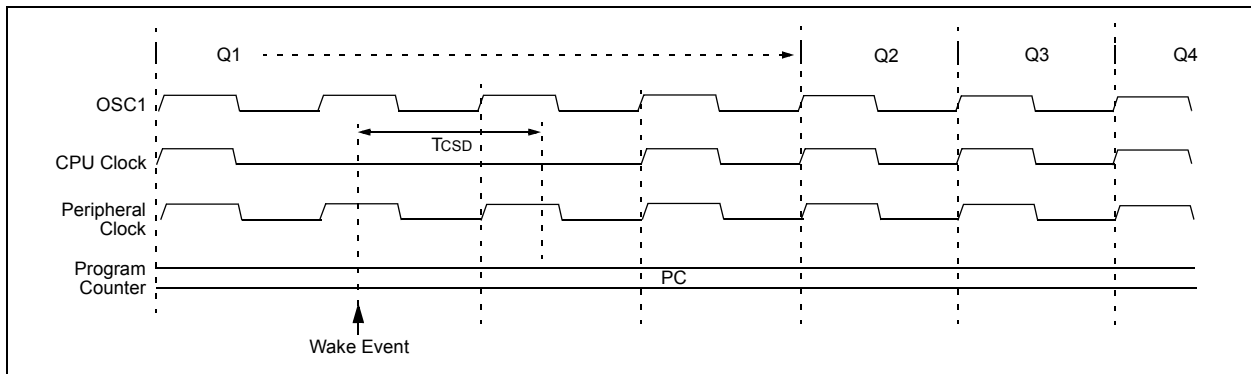 Q1 Q2 Q3 Q4
OSC1
TCSD
CPU Clock
Peripheral
Clock
Program
Counter
PC
Wake Event